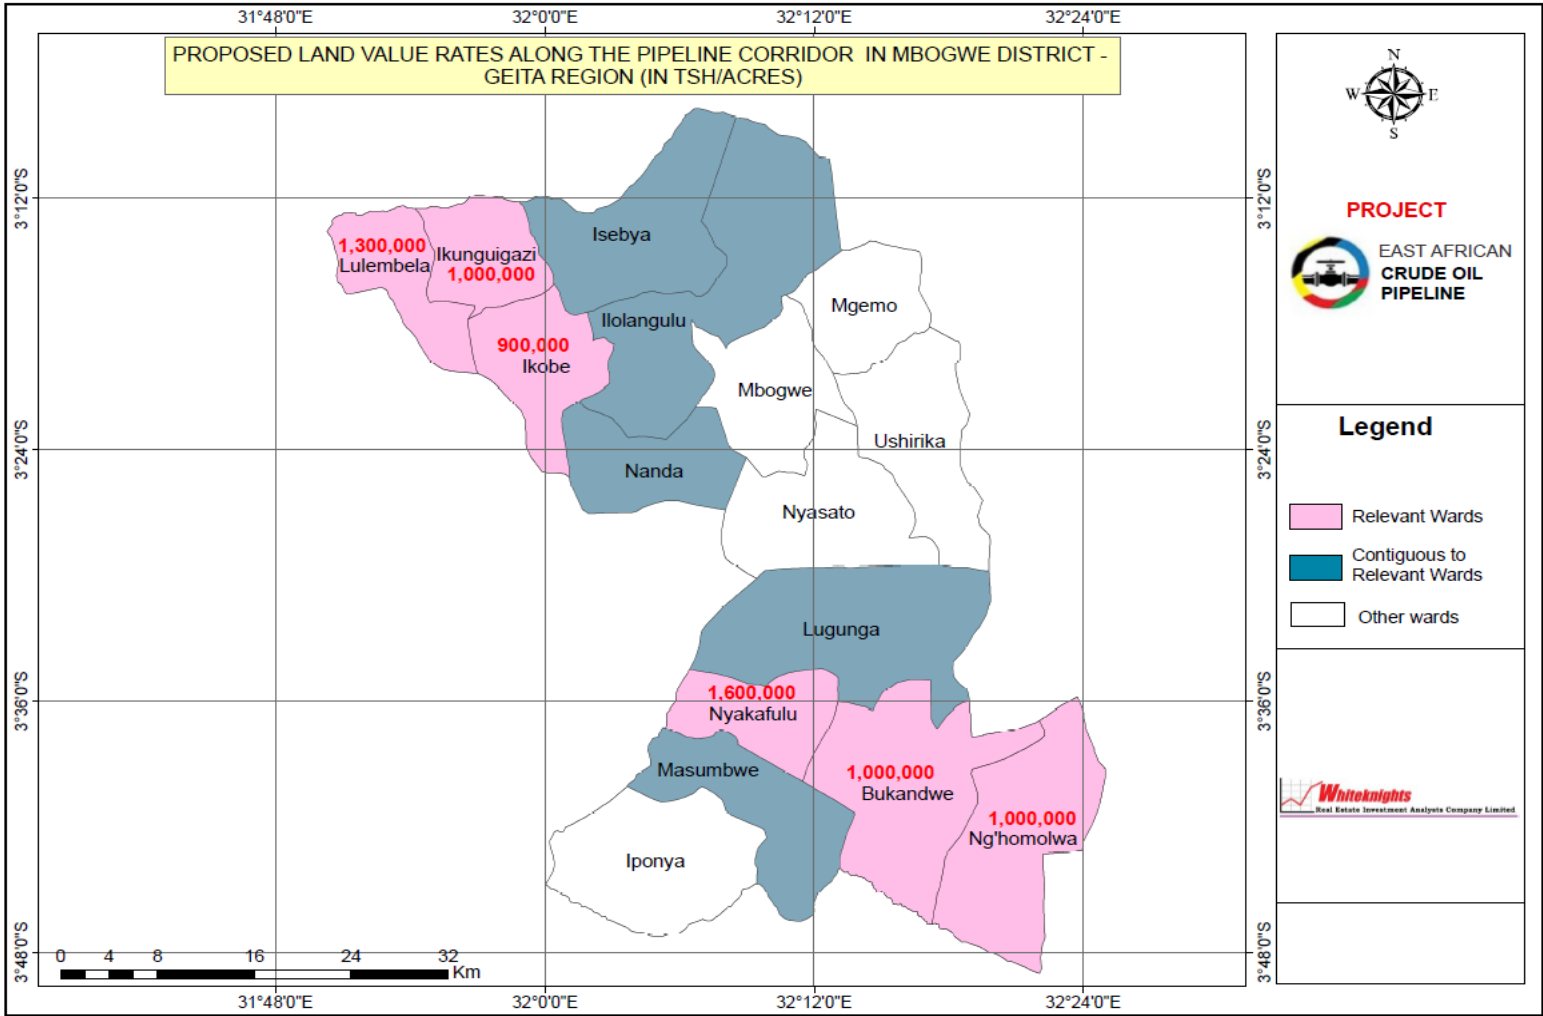 31°48'0"E 32°0'0"E 32°12'0"E 32°24'0"E
PROPOSED LAND VALUE RATES ALONG THE PIPELINE CORRIDOR IN MBOGWE DISTRICT -
GEITA REGION (IN TSH/ACRES)
3°12'0"S
3°24'0"S
3°36'0"S
3°48'0"S
1,300,000
Lulembela
Ikunguigazi
1,000,000
Isebya
Ilolangulu
900,000
Ikobe
Mgemo
Mbogwe
Ushirika
Nanda
Nyasato
Lugunga
1,600,000
Nyakafulu
Masumbwe
1,000,000
Bukandwe
1,000,000
Ng'homolwa
Iponya
0 4 8 16 24 32
Km
31°48'0"E 32°0'0"E 32°12'0"E 32°24'0"E
3°12'0"S
3°24'0"S
3°36'0"S
3°48'0"S
N
W E
S
PROJECT
EAST AFRICAN
CRUDE OIL
PIPELINE
Legend
Relevant Wards
Contiguous to
Relevant Wards
Other wards
Whiteknights
Real Estate Investment Analysts Company Limited